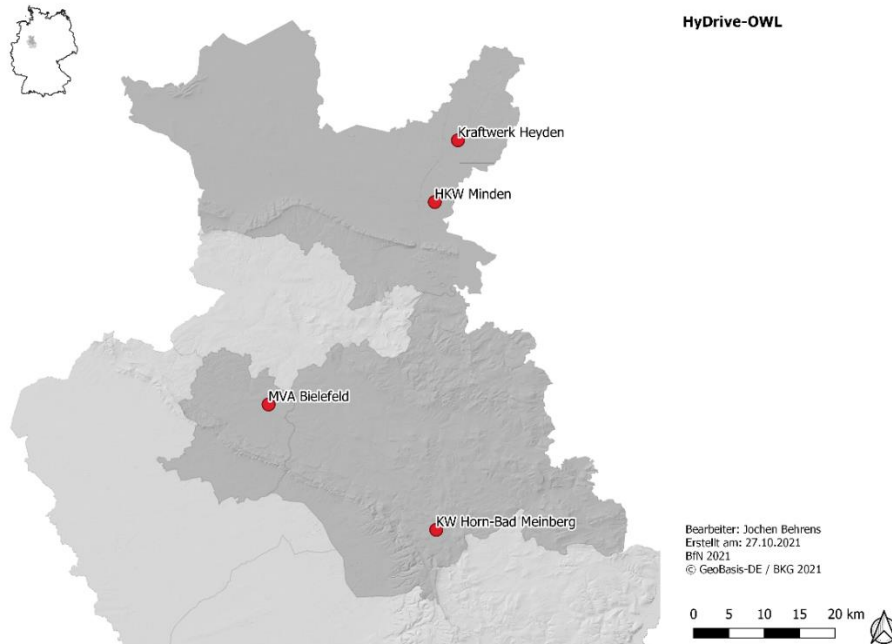 HyDrive-OWL
Kraftwerk Heyden
HKW Minden
MVA Bielefeld
KW Horn-Bad Meinberg
Bearbeiter: Jochen Behrens
Erstellt am: 27.10.2021
BfN 2021
© GeoBasis-DE / BKG 2021
0 5 10 15 20 km